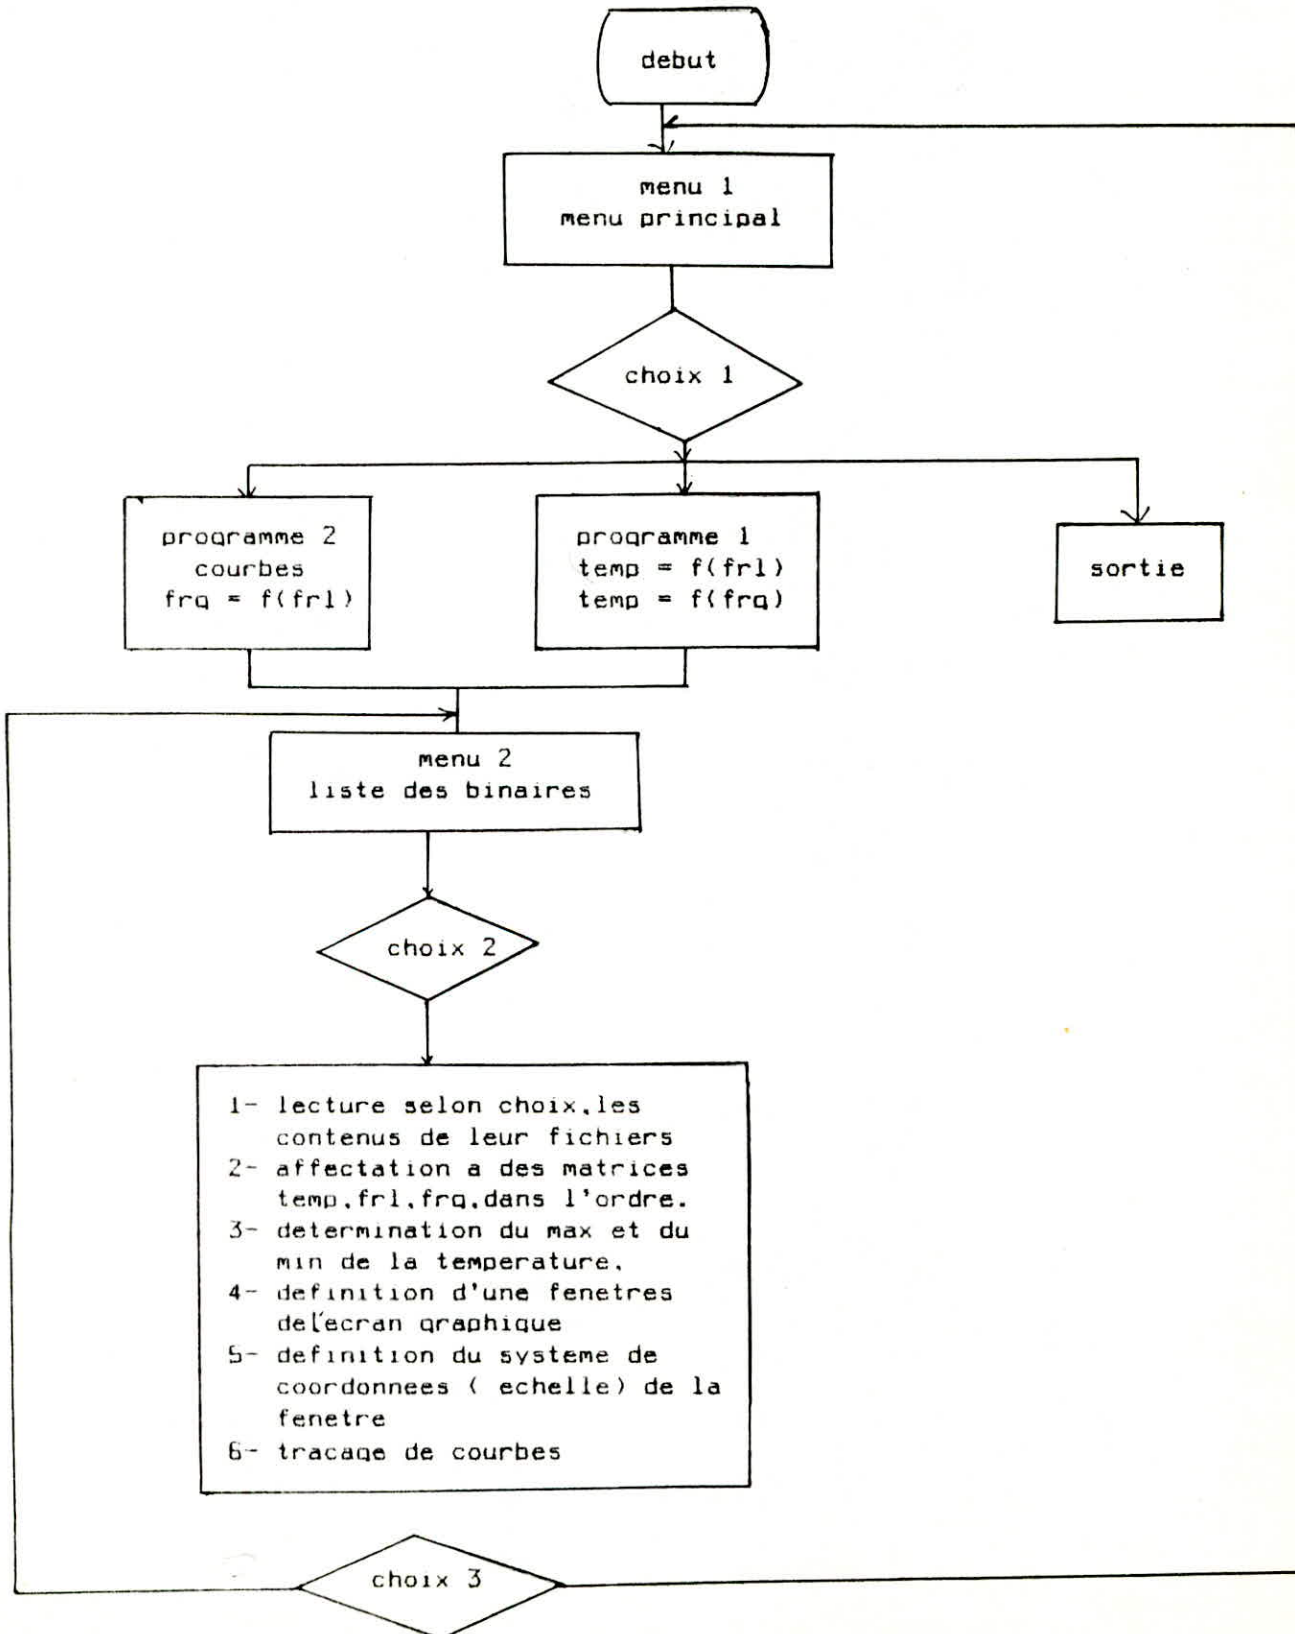 debut
menu 1
menu principal
choix 1
programme 2
courbes
frg = f(frl)
programme 1
temp = f(frl)
temp = f(frg)
sortie
menu 2
liste des binaires
choix 2
1- lecture selon choix,les
contenus de leur fichiers
2- affectation a des matrices
temp,frl,frg,dans l'ordre.
3- determination du max et du
min de la temperature.
4- definition d'une fenetres
del'ecran graphique
5- definition du systeme de
coordonnees ( echelle) de la
fenetre
6- tracage de courbes
choix 3